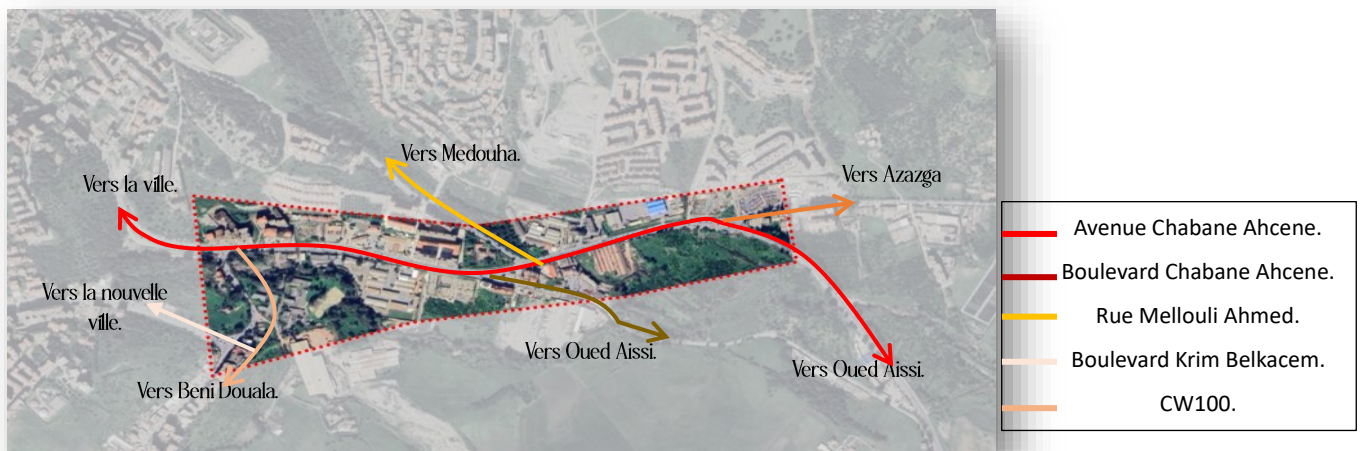 Vers Medouha.
Vers Azazga
Vers la ville.
Vers la nouvelle
ville.
Vers Oued Aissi.
Vers Oued Aissi.
Vers Beni Douala.
Avenue Chabane Ahcene.
Boulevard Chabane Ahcene.
Rue Mellouli Ahmed.
Boulevard Krim Belkacem.
CW100.